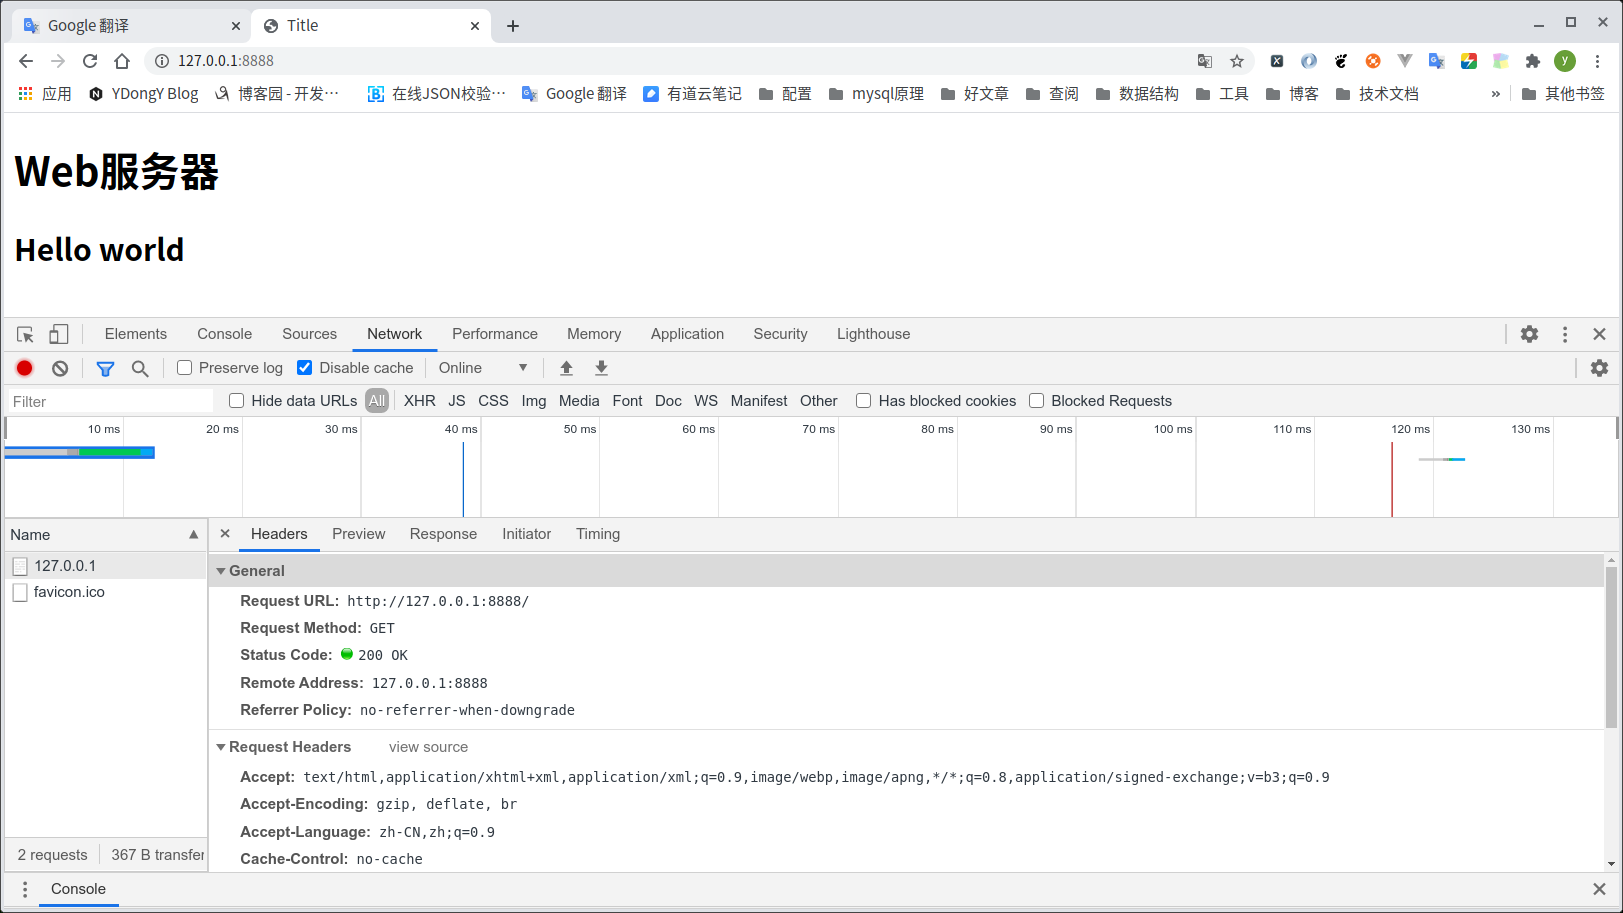 Google 翻译
Title
127.0.0.1:8888
y
应用 YDongY Blog 博客园 - 开发… 在线JSON校验… Google 翻译 有道云笔记 配置 mysql原理 好文章 查阅 数据结构 工具 博客 技术文档 » 其他书签
Web服务器
Hello world
Elements Console Sources Network Performance Memory Application Security Lighthouse
Preserve log Disable cache Online
Filter Hide data URLs All XHR JS CSS Img Media Font Doc WS Manifest Other Has blocked cookies Blocked Requests
10 ms 20 ms 30 ms 40 ms 50 ms 60 ms 70 ms 80 ms 90 ms 100 ms 110 ms 120 ms 130 ms
Name
127.0.0.1
favicon.ico
2 requests 367 B transfer
Headers Preview Response Initiator Timing
General
Request URL: http://127.0.0.1:8888/
Request Method: GET
Status Code: 200 OK
Remote Address: 127.0.0.1:8888
Referrer Policy: no-referrer-when-downgrade
Request Headers view source
Accept: text/html,application/xhtml+xml,application/xml;q=0.9,image/webp,image/apng,*/*;q=0.8,application/signed-exchange;v=b3;q=0.9
Accept-Encoding: gzip, deflate, br
Accept-Language: zh-CN,zh;q=0.9
Cache-Control: no-cache
Console